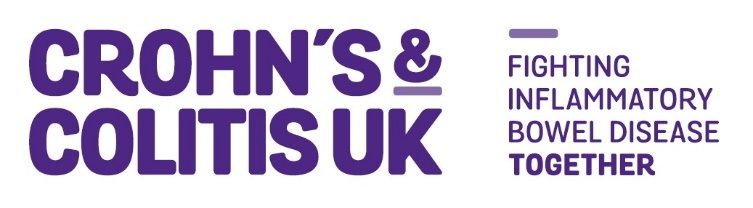 CROHN´S &
COLITIS UK
FIGHTING
INFLAMMATORY
BOWEL DISEASE
TOGETHER